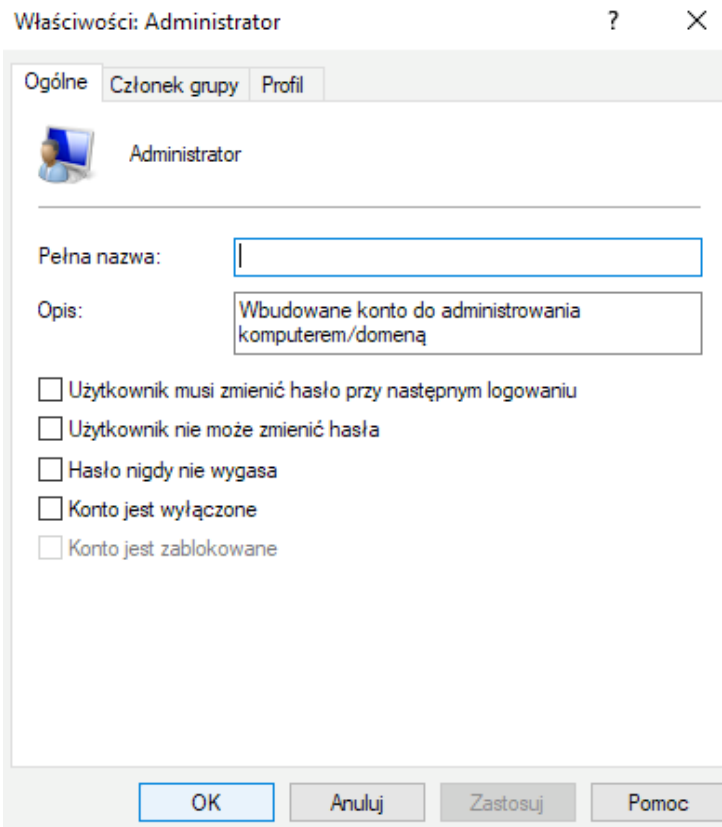 Właściwości: Administrator ?
Ogólne Członek grupy Profil
Administrator
Pełna nazwa:
Opis: Wbudowane konto do administrowania
komputerem/domeną
Użytkownik musi zmienić hasło przy następnym logowaniu
Użytkownik nie może zmienić hasła
Hasło nigdy nie wygasa
Konto jest wyłączone
Konto jest zablokowane
OK Anuluj Zastosuj Pomoc